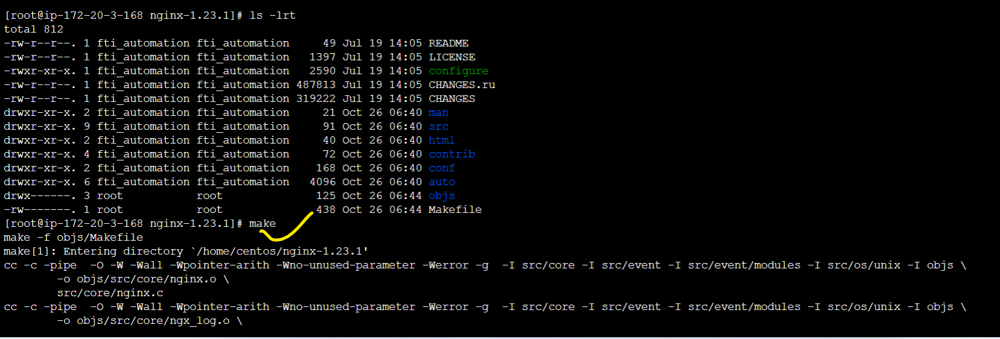 [root@ip-172-20-3-168 nginx-1.23.1]# ls -lrt
total 812
-rw-r--r--. 1 fti_automation fti_automation     49 Jul 19 14:05 README
-rw-r--r--. 1 fti_automation fti_automation   1397 Jul 19 14:05 LICENSE
-rwxr-xr-x. 1 fti_automation fti_automation   2590 Jul 19 14:05 configure
-rw-r--r--. 1 fti_automation fti_automation 487813 Jul 19 14:05 CHANGES.ru
-rw-r--r--. 1 fti_automation fti_automation 319222 Jul 19 14:05 CHANGES
drwxr-xr-x. 2 fti_automation fti_automation     21 Oct 26 06:40 man
drwxr-xr-x. 9 fti_automation fti_automation     91 Oct 26 06:40 src
drwxr-xr-x. 2 fti_automation fti_automation     40 Oct 26 06:40 html
drwxr-xr-x. 4 fti_automation fti_automation     72 Oct 26 06:40 contrib
drwxr-xr-x. 2 fti_automation fti_automation    168 Oct 26 06:40 conf
drwxr-xr-x. 6 fti_automation fti_automation   4096 Oct 26 06:40 auto
drwx------. 3 root           root              125 Oct 26 06:44 objs
-rw-------. 1 root           root              438 Oct 26 06:44 Makefile
[root@ip-172-20-3-168 nginx-1.23.1]# make
make -f objs/Makefile
make[1]: Entering directory `/home/centos/nginx-1.23.1'
cc -c -pipe  -O -W -Wall -Wpointer-arith -Wno-unused-parameter -Werror -g  -I src/core -I src/event -I src/event/modules -I src/os/unix -I objs \
        -o objs/src/core/nginx.o \
        src/core/nginx.c
cc -c -pipe  -O -W -Wall -Wpointer-arith -Wno-unused-parameter -Werror -g  -I src/core -I src/event -I src/event/modules -I src/os/unix -I objs \
        -o objs/src/core/ngx_log.o \